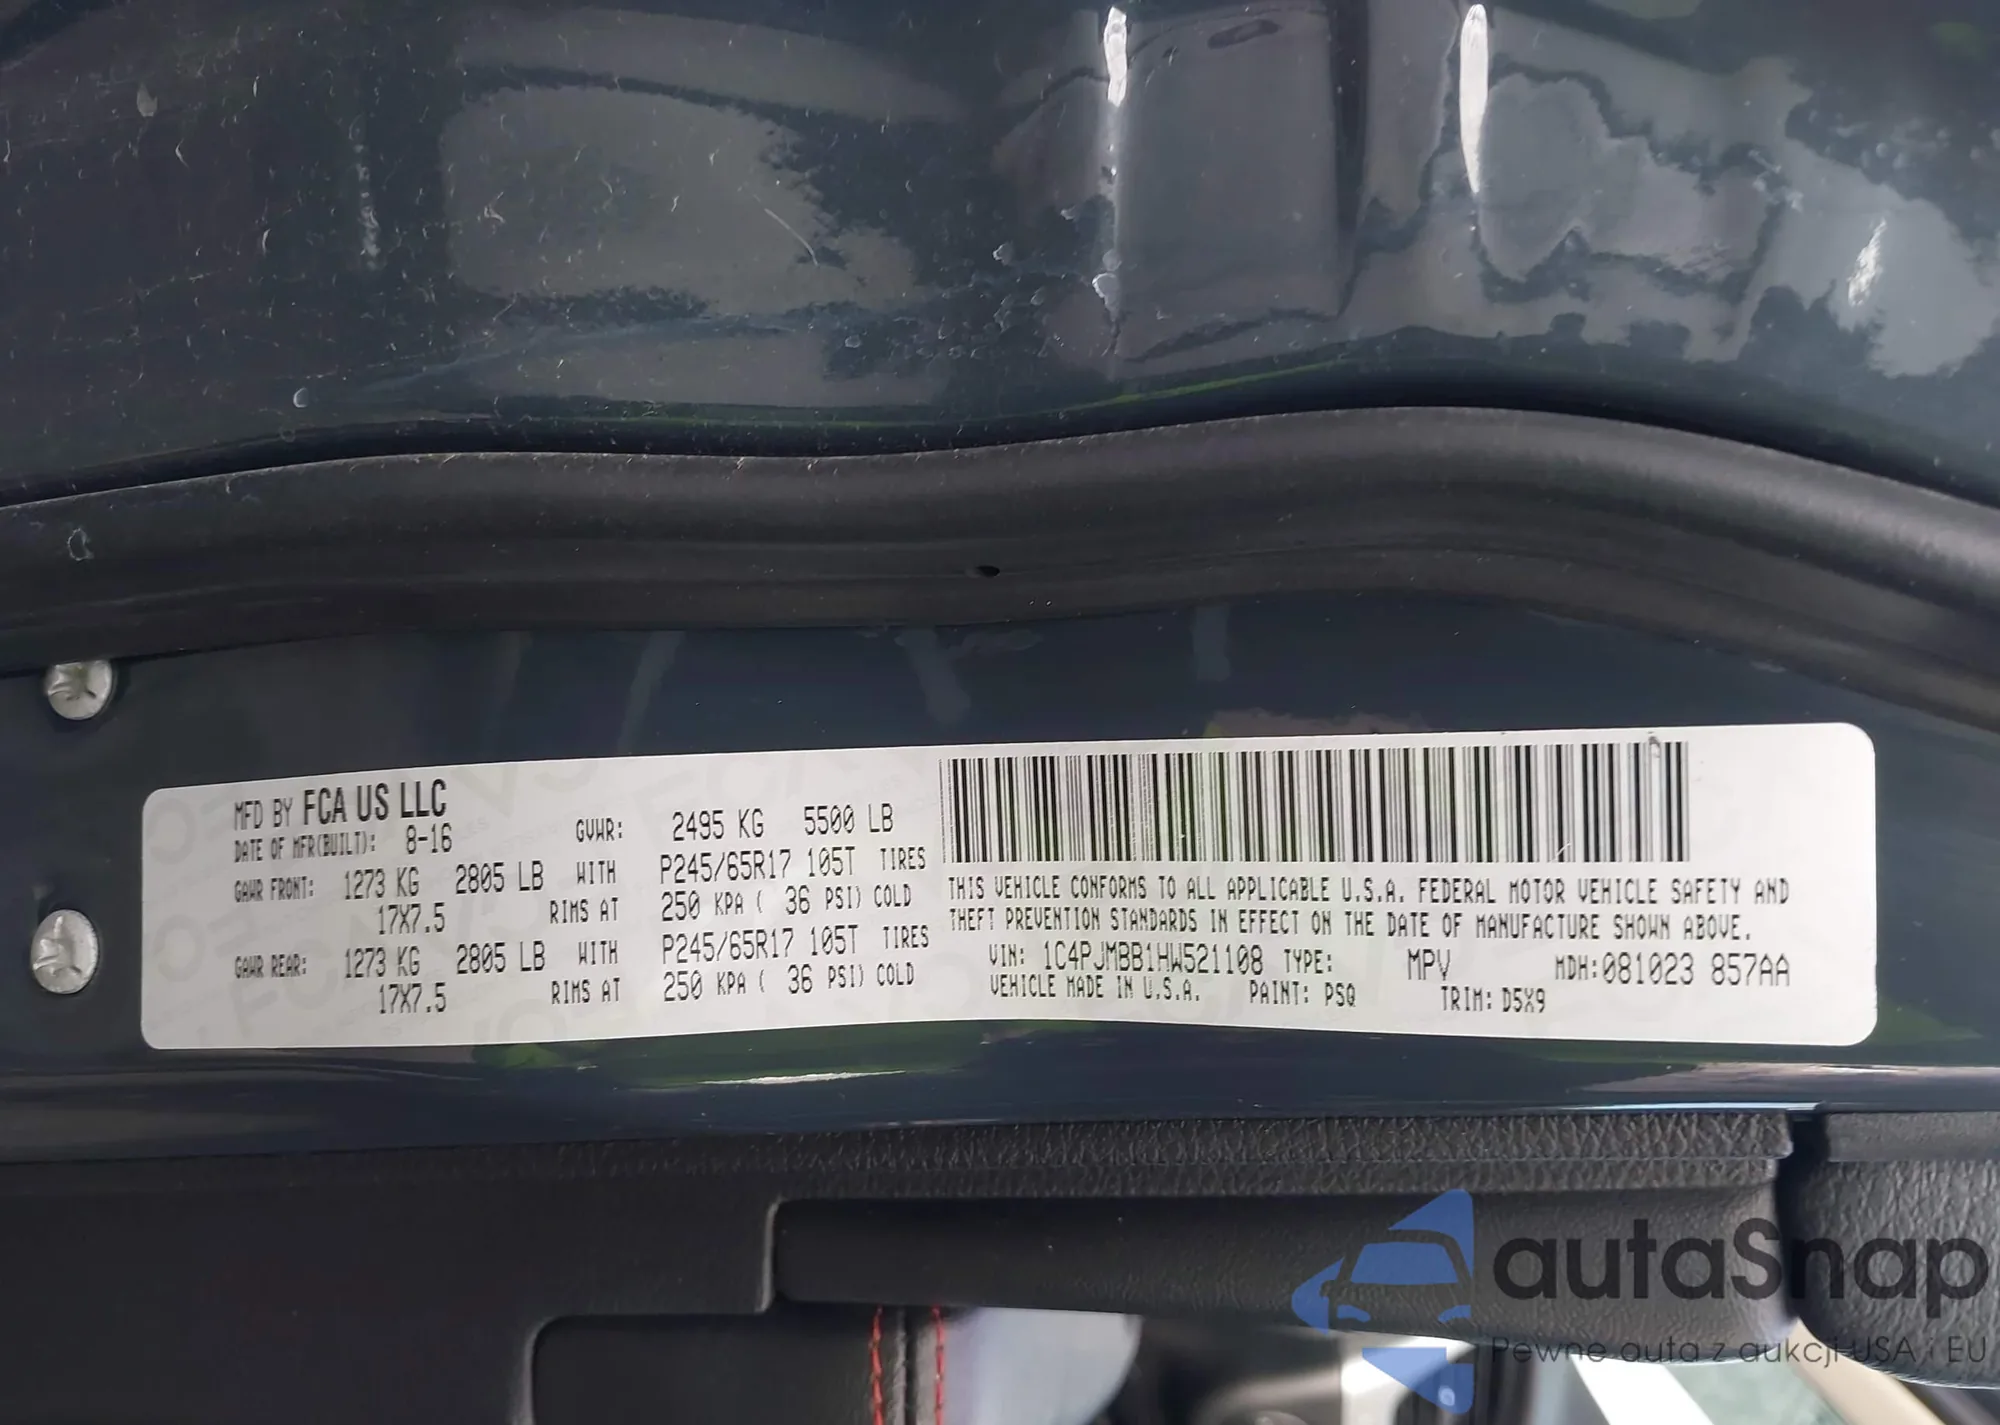 MFD BY FCA US LLC
DATE OF MFR(BUILT): 8-16 GVWR: 2495 KG 5500 LB
GAWR FRONT: 1273 KG 2805 LB WITH P245/65R17 105T TIRES
17X7.5 RIMS AT 250 KPA ( 36 PSI) COLD
GAWR REAR: 1273 KG 2805 LB WITH P245/65R17 105T TIRES
17X7.5 RIMS AT 250 KPA ( 36 PSI) COLD
THIS VEHICLE CONFORMS TO ALL APPLICABLE U.S.A. FEDERAL MOTOR VEHICLE SAFETY AND
THEFT PREVENTION STANDARDS IN EFFECT ON THE DATE OF MANUFACTURE SHOWN ABOVE.
VIN: 1C4PJMBB1HW521108 TYPE: MPV MDH:081023 857AA
VEHICLE MADE IN U.S.A. PAINT: PSQ TRIM: D5X9
autaSnap
Pewne auta z aukcji USA i EU